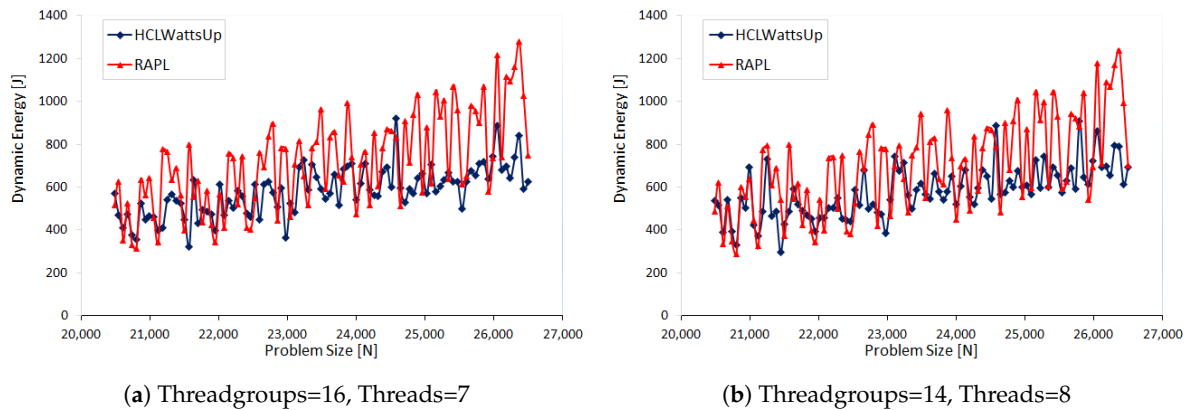 1400
1200
1000
800
600
400
200
0
Dynamic Energy [J]
HCLWattsUp
RAPL
20,000 21,000 22,000 23,000 24,000 25,000 26,000 27,000
Problem Size [N]
(a) Threadgroups=16, Threads=7
1400
1200
1000
800
600
400
200
0
Dynamic Energy [J]
HCLWattsUp
RAPL
20,000 21,000 22,000 23,000 24,000 25,000 26,000 27,000
Problem Size [N]
(b) Threadgroups=14, Threads=8